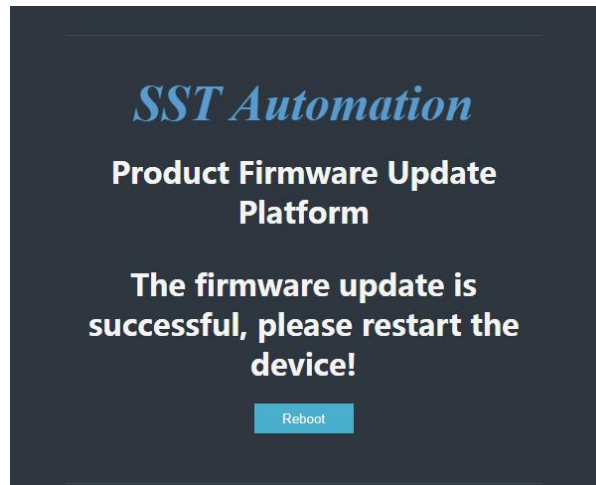 SST Automation
Product Firmware Update
Platform
The firmware update is
successful, please restart the
device!
Reboot